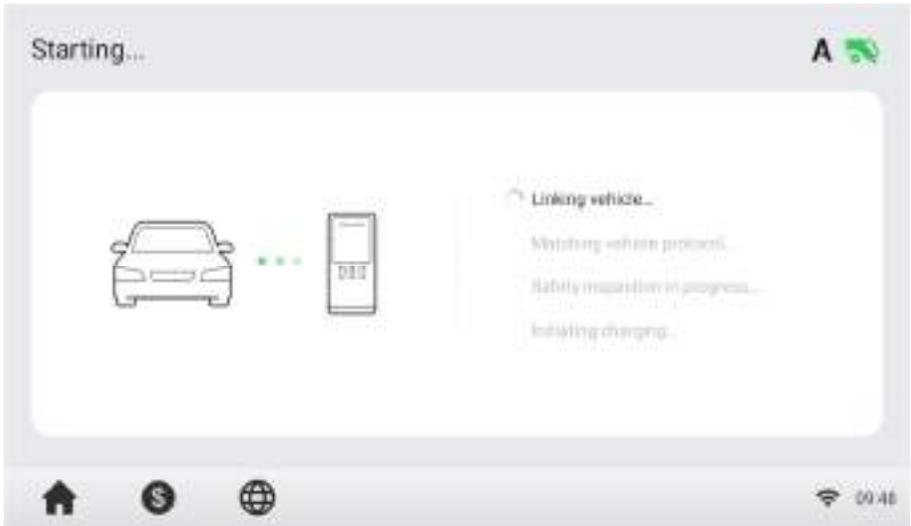 Starting...
A
Linking vehicle...
Matching vehicle protocol...
Safety inspection in progress...
Initiating charging...
09:48